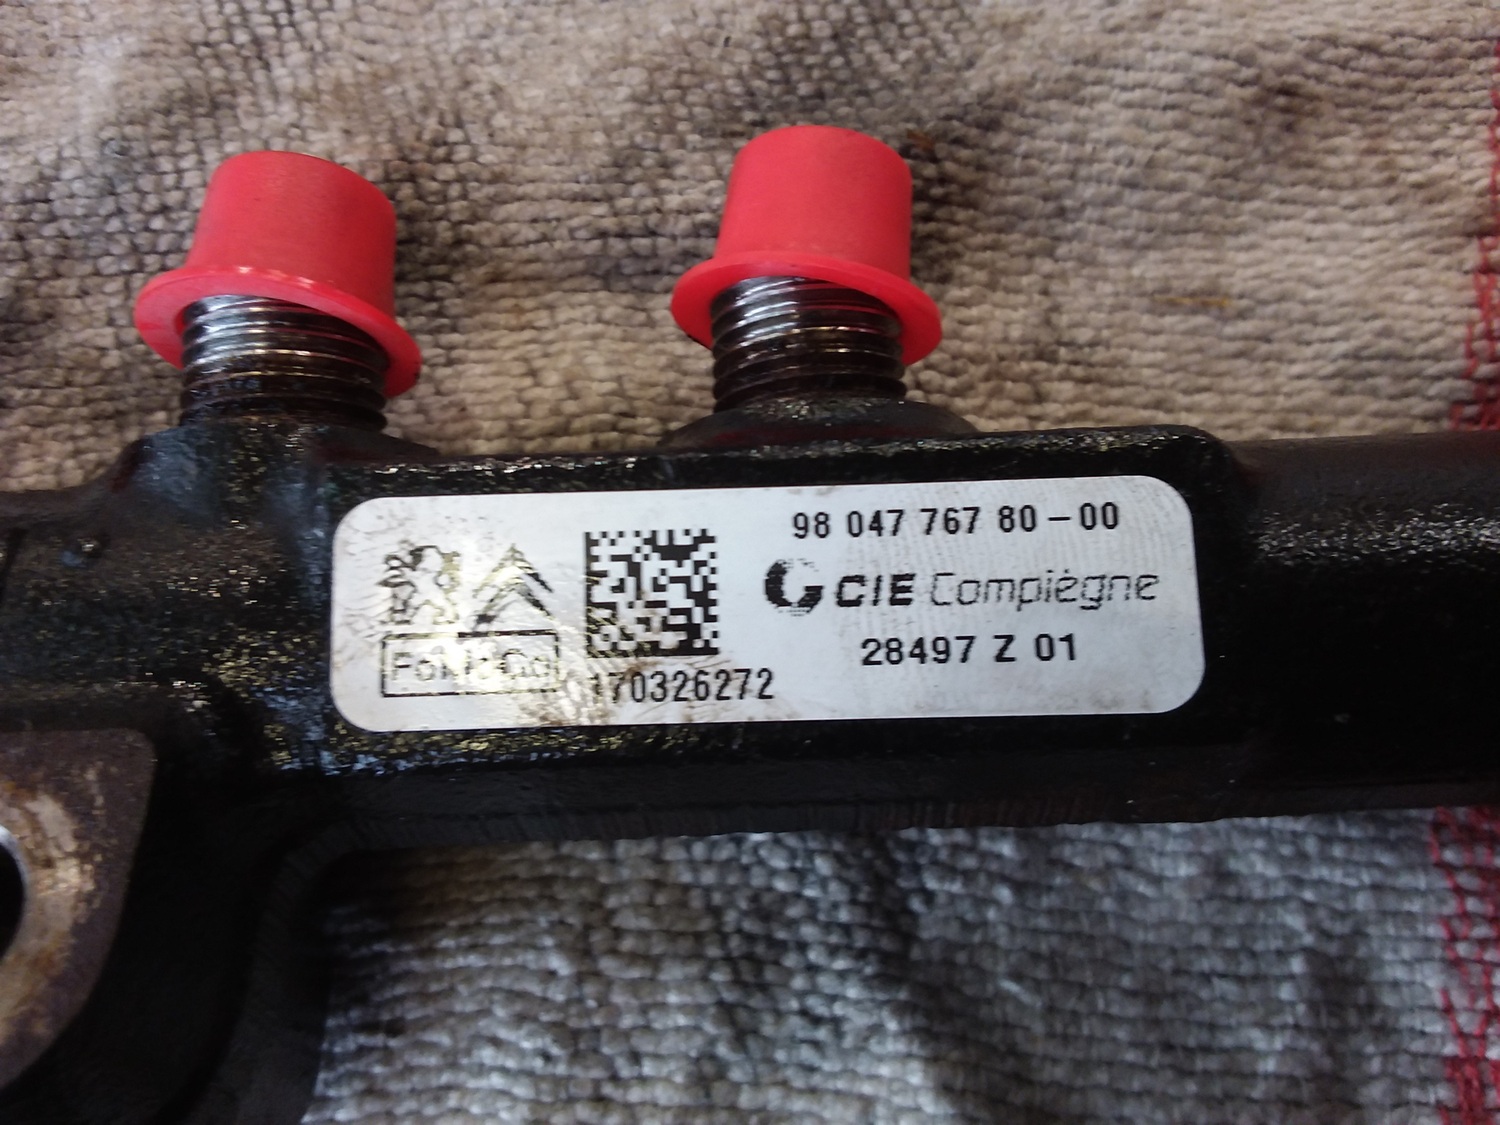 98 047 767 80-00
CIE Compiègne
28497 Z 01
170326272